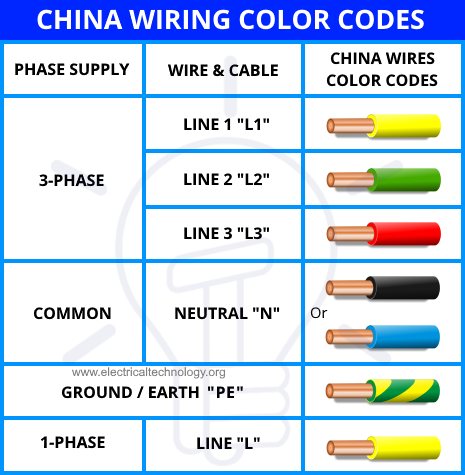 CHINA WIRING COLOR CODES
PHASE SUPPLY
WIRE & CABLE
CHINA WIRES
COLOR CODES
3-PHASE
LINE 1 "L1"
LINE 2 "L2"
LINE 3 "L3"
COMMON
NEUTRAL "N"
Or
www.electricaltechnology.org
GROUND / EARTH "PE"
1-PHASE
LINE "L"